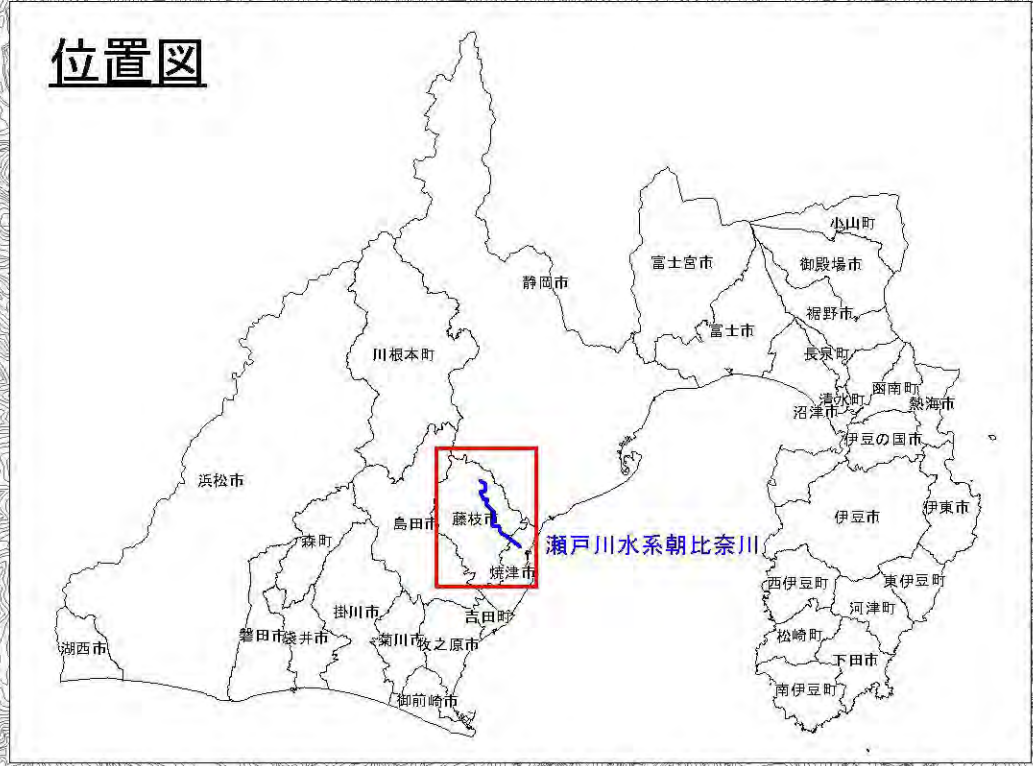 位置図
小山町
御殿場市
富士宮市
静岡市
裾野市
富士市
長泉町
川根本町
函南町
清水町
熱海市
沼津市
伊豆の国市
浜松市
伊東市
伊豆市
藤枝市
島田市
森町
瀬戸川水系朝比奈川
焼津市
西伊豆町
東伊豆町
掛川市
河津町
吉田町
松崎町
磐田市
袋井市
菊川市
牧之原市
湖西市
下田市
南伊豆町
御前崎市